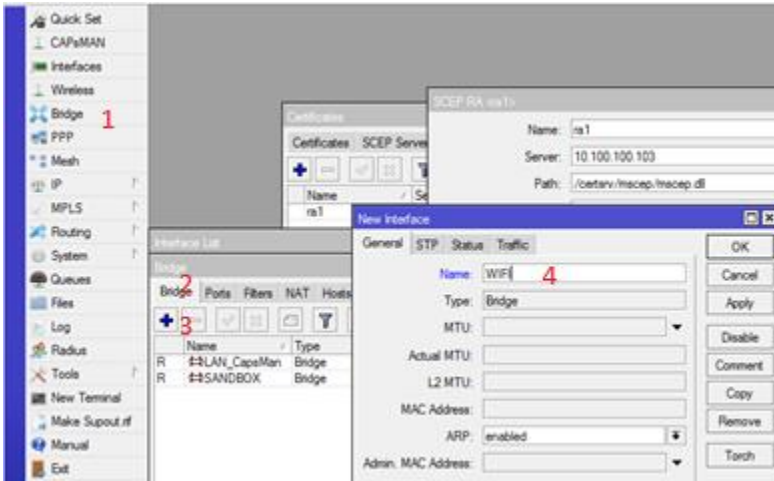 Quick Set
CAPsMAN
Interfaces
Wireless
Bridge
1
PPP
Mesh
IP
MPLS
Routing
System
Queues
Files
Log
Radius
Tools
New Terminal
Make Supout.rif
Manual
Exit
Certificates
Certificates SCEP Server
Name
ra1
SCEP RA <ra1>
Name: ra1
Server: 10.100.100.103
Path: /certsrv/mscep/mscep.dll
Interface List
Bridge
2
Bridge Ports Filters NAT Hosts
3
Name Type
R LAN_CapsMan Bridge
R SANDBOX Bridge
New Interface
General STP Status Traffic
Name: WIFI
4
Type: Bridge
MTU:
Actual MTU:
L2 MTU:
MAC Address:
ARP: enabled
Admin. MAC Address:
OK
Cancel
Apply
Disable
Comment
Copy
Remove
Torch